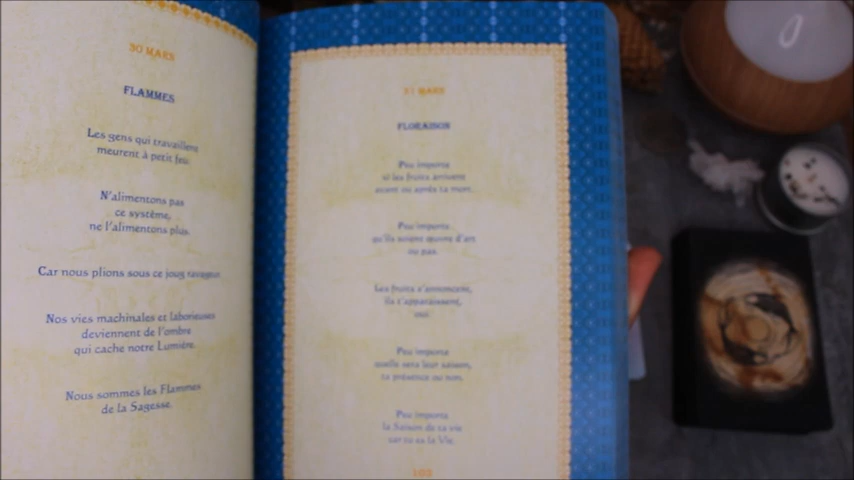 30 MARS
FLAMMES
Les gens qui travaillent
meurent à petit feu.
N'alimentons pas
ce système,
ne l'alimentons plus.
Car nous plions sous ce joug ravageur.
Nos vies machinales et laborieuses
deviennent de l'ombre
qui cache notre Lumière.
Nous sommes les Flammes
de la Sagesse.
31 MARS
FLORAISON
Peu importe
si les fruits arrivent
avant ou après ta mort.
Peu importe
qu'ils soient œuvre d'art
ou pas.
Les fruits s'annoncent,
ils t'apparaissent,
Peu importe
quelle sera leur saison,
ta présence ou non.
Peu importe
la Saison de ta vie
car tu es la Vie.
103